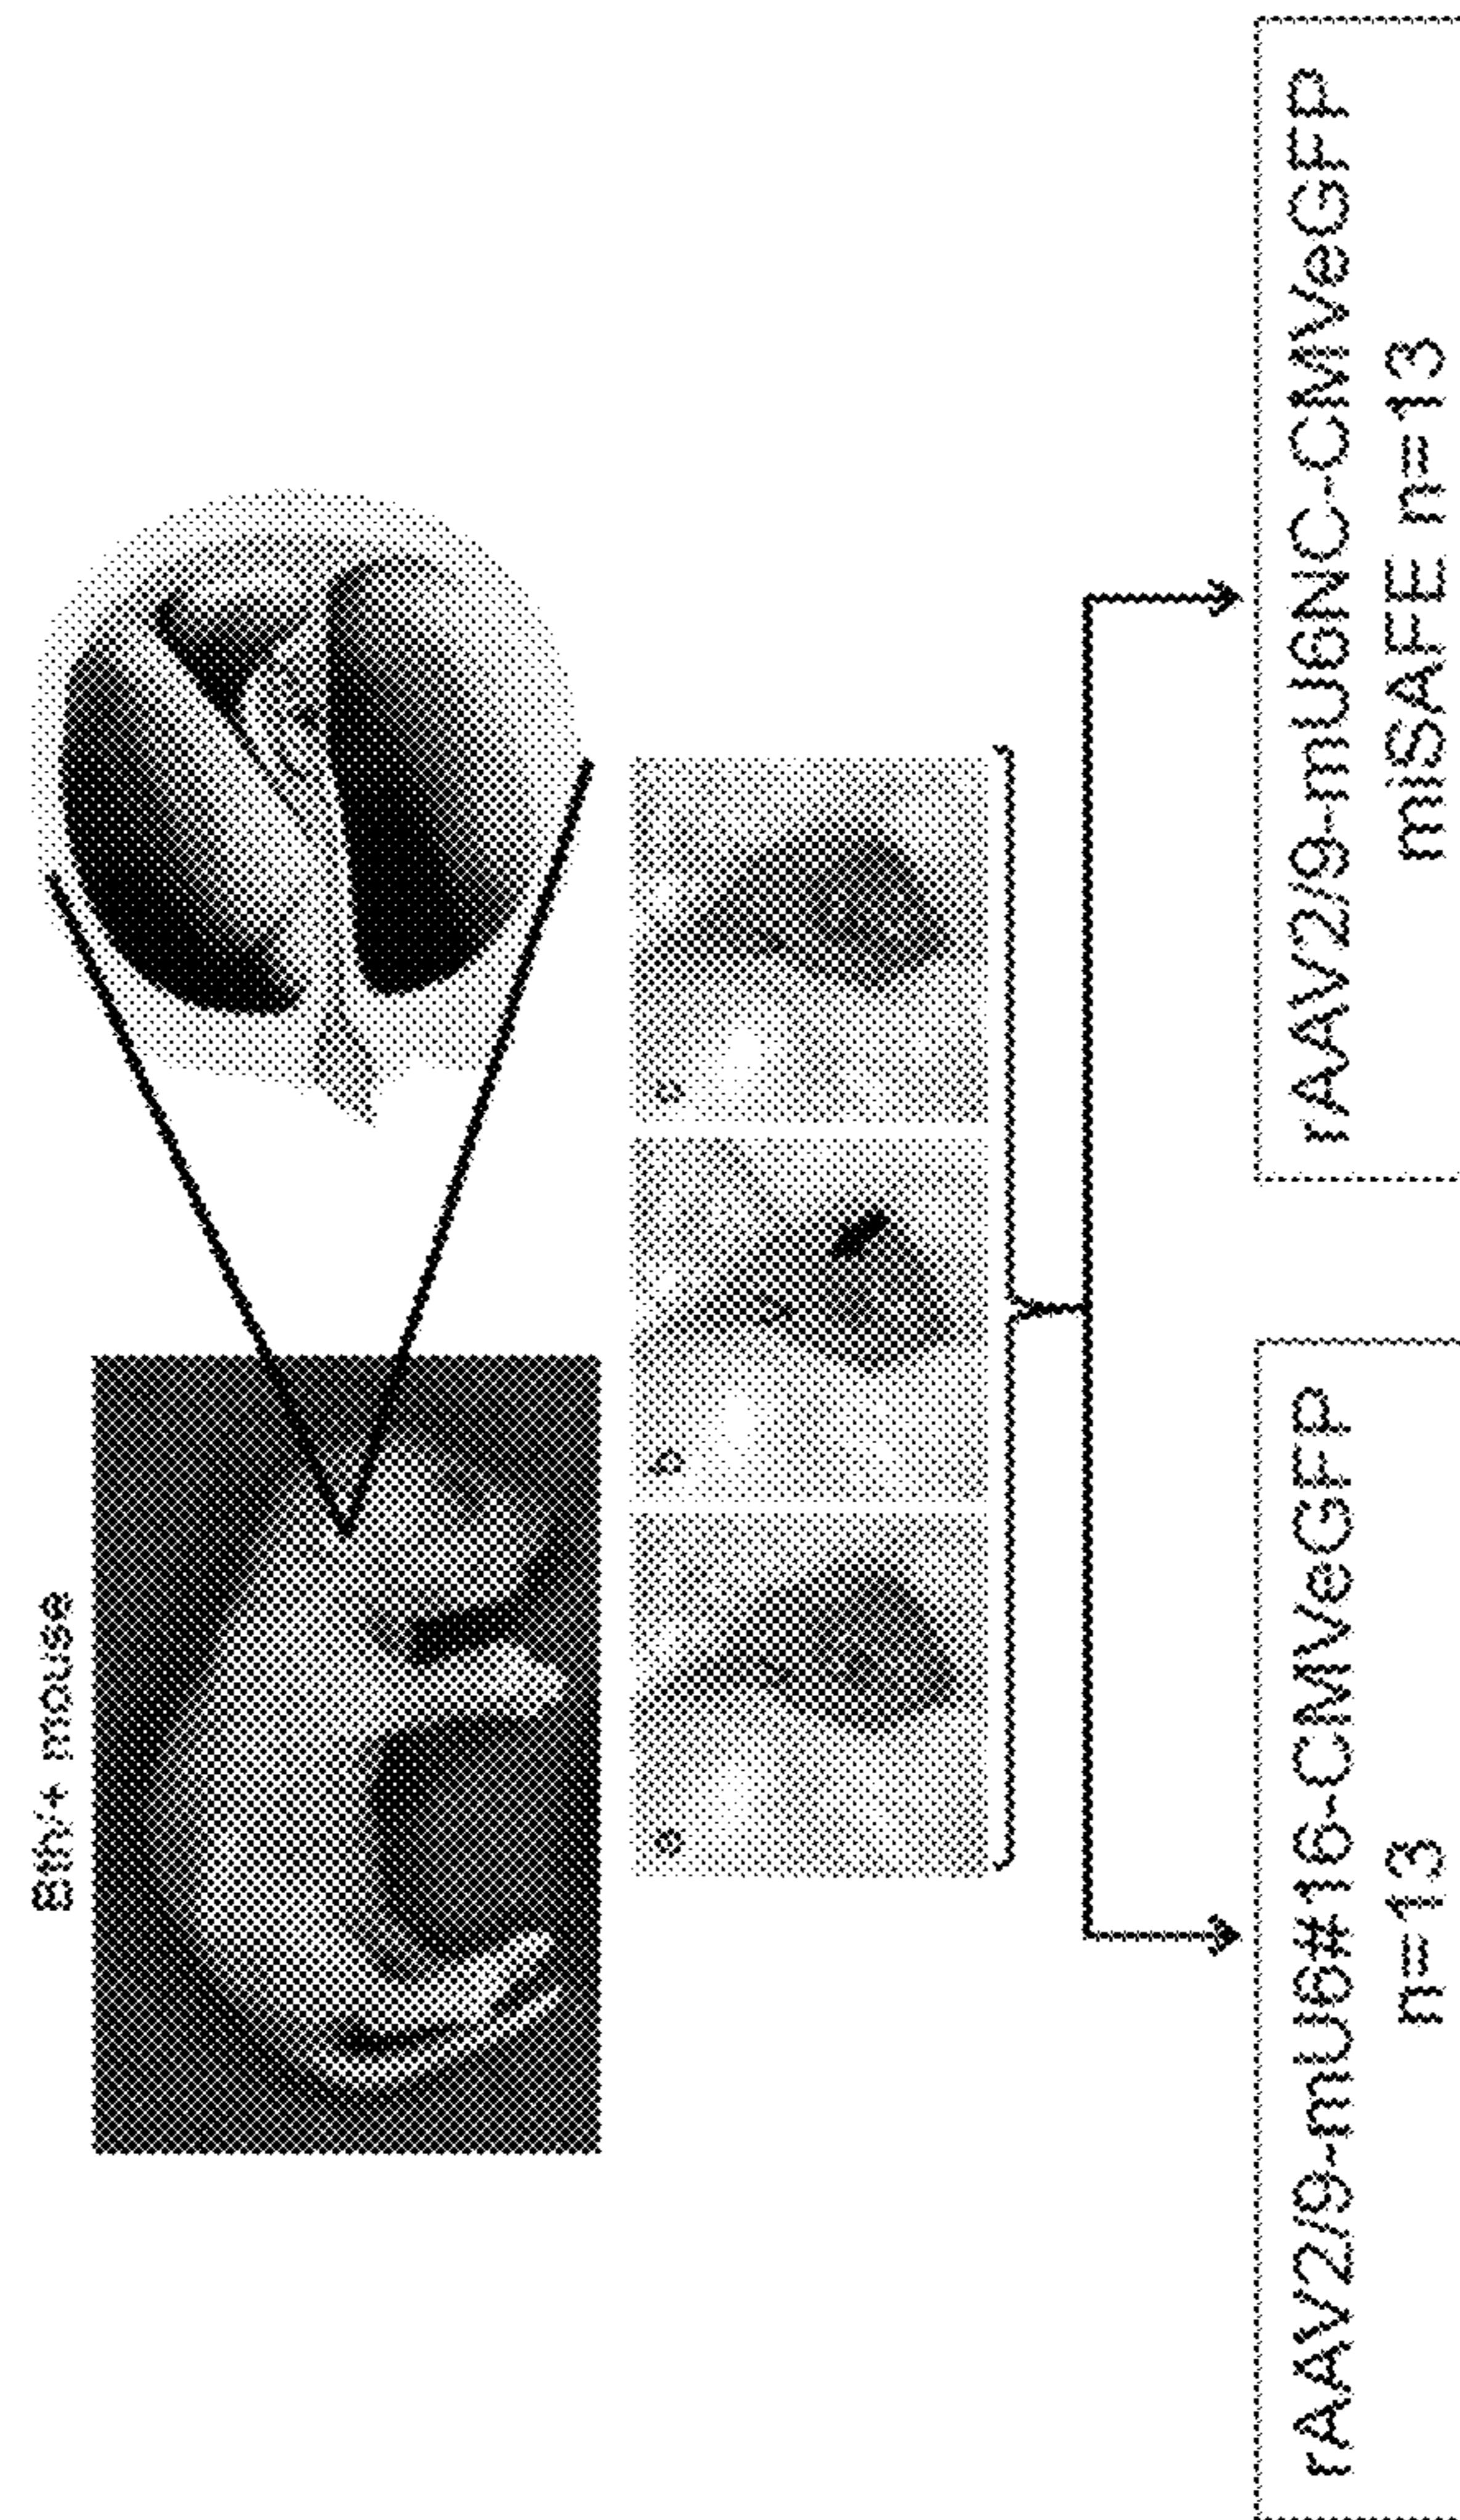 Bth/+ mouse
rAAV2/9-mU6#16-CMVeGFP
n=13
rAAV2/9-mU6NC-CMVeGFP
miSAFE n=13